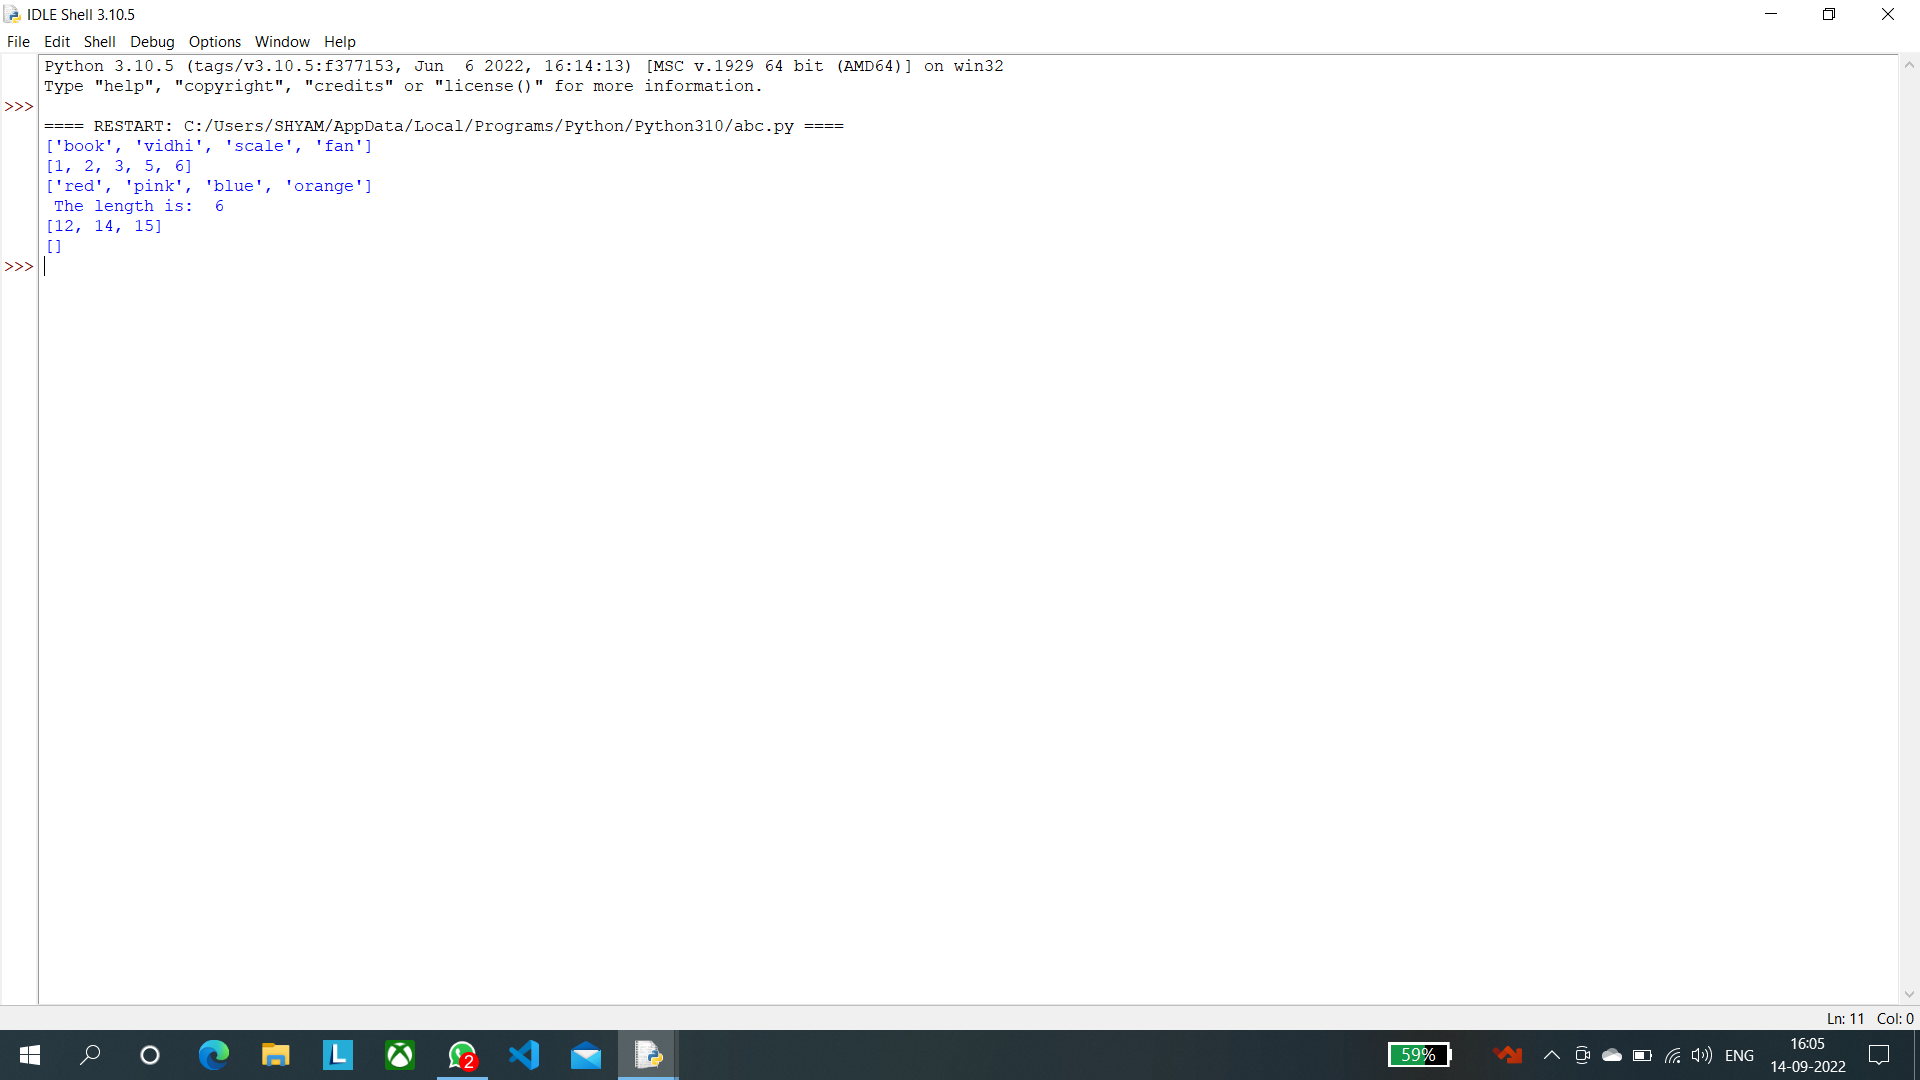 IDLE Shell 3.10.5
File Edit Shell Debug Options Window Help
Python 3.10.5 (tags/v3.10.5:f377153, Jun  6 2022, 16:14:13) [MSC v.1929 64 bit (AMD64)] on win32
Type "help", "copyright", "credits" or "license()" for more information.
>>>
==== RESTART: C:/Users/SHYAM/AppData/Local/Programs/Python/Python310/abc.py ====
['book', 'vidhi', 'scale', 'fan']
[1, 2, 3, 5, 6]
['red', 'pink', 'blue', 'orange']
 The length is:  6
[12, 14, 15]
[]
>>>
Ln: 11 Col: 0
L 2 59% ENG 16:05
14-09-2022